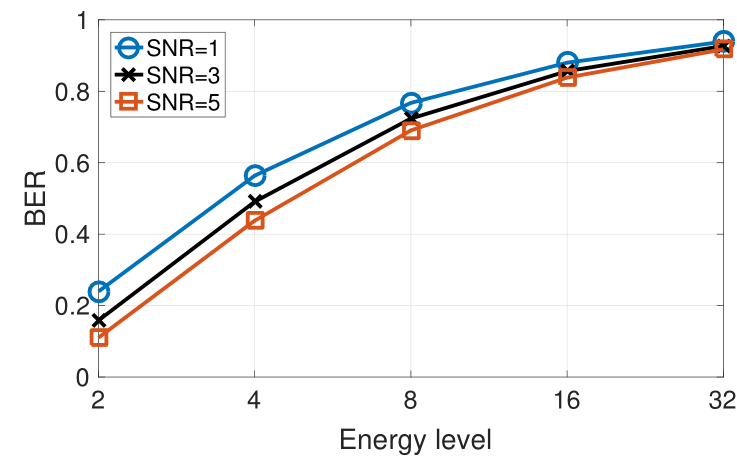 1
0.8
0.6
0.4
0.2
0
BER
SNR=1
SNR=3
SNR=5
2 4 8 16 32
Energy level